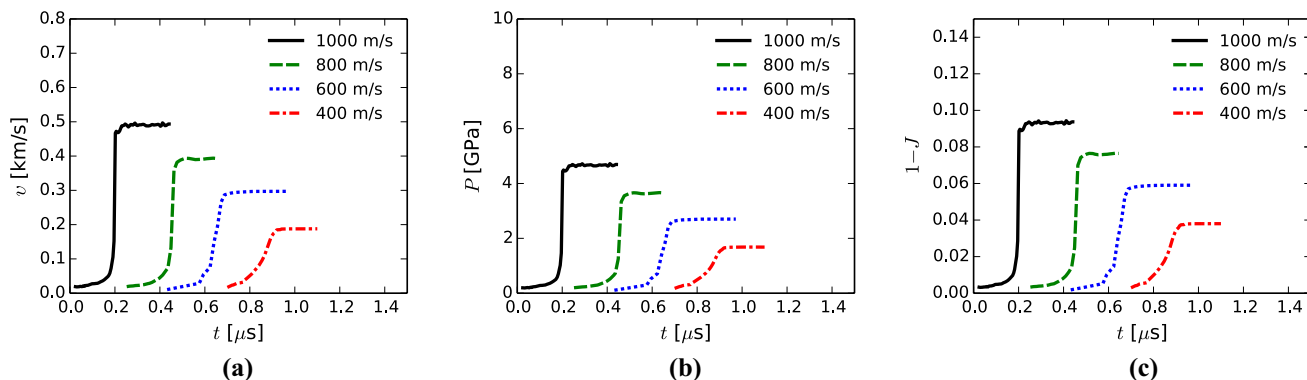 0.8
0.7
0.6
0.5
0.4
0.3
0.2
0.1
0.0
v [km/s]
1000 m/s
800 m/s
600 m/s
400 m/s
0.0 0.2 0.4 0.6 0.8 1.0 1.2 1.4
t [μs]
(a)
10
8
6
4
2
0
P [GPa]
1000 m/s
800 m/s
600 m/s
400 m/s
0.0 0.2 0.4 0.6 0.8 1.0 1.2 1.4
t [μs]
(b)
0.14
0.12
0.10
0.08
0.06
0.04
0.02
0.00
1−J
1000 m/s
800 m/s
600 m/s
400 m/s
0.0 0.2 0.4 0.6 0.8 1.0 1.2 1.4
t [μs]
(c)